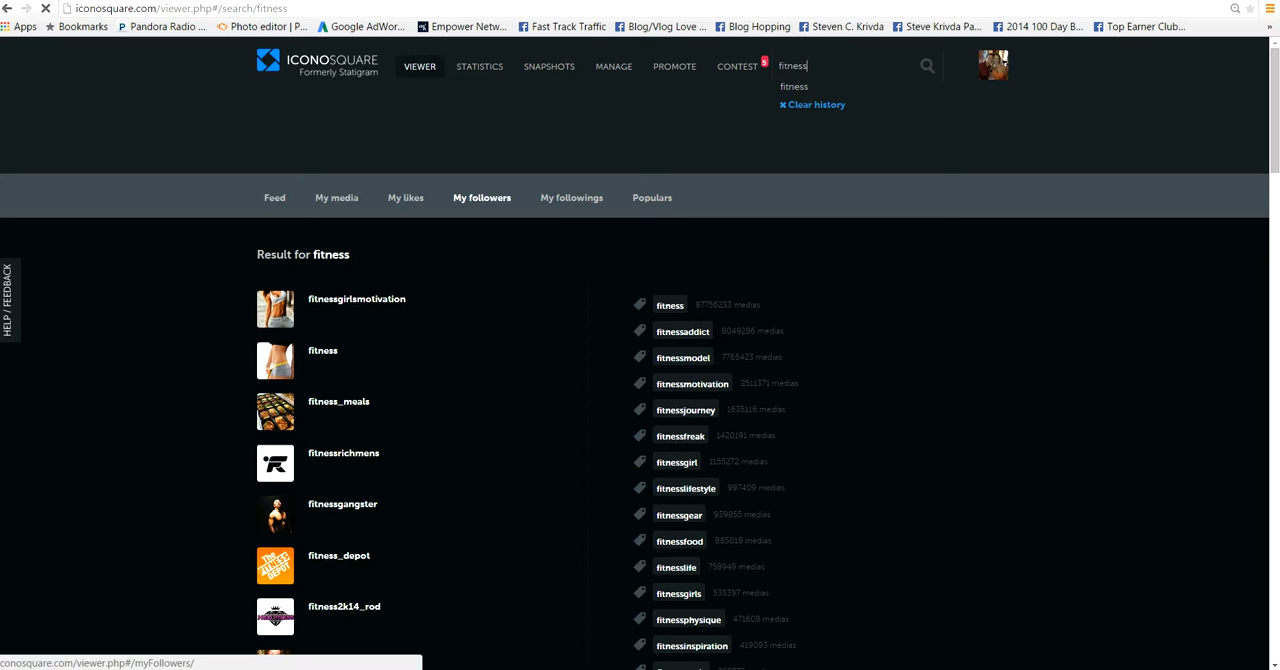 iconosquare.com/viewer.php#/search/fitness
Apps Bookmarks Pandora Radio ... Photo editor | P... Google AdWor... Empower Netw... Fast Track Traffic Blog/Vlog Love ... Blog Hopping Steven C. Krivda Steve Krivda Pa... 2014 100 Day B... Top Earner Club... »
ICONOSQUARE
Formerly Statigram
VIEWER STATISTICS SNAPSHOTS MANAGE PROMOTE CONTEST 5 fitness
fitness
✖ Clear history
Feed My media My likes My followers My followings Populars
HELP / FEEDBACK
Result for fitness
fitnessgirlsmotivation
fitness
fitness_meals
fitnessrichmens
fitnessgangster
fitness_depot
THE FITNESS DEPOT
fitness2k14_rod
fitness 87756233 medias
fitnessaddict 8049286 medias
fitnessmodel 7765423 medias
fitnessmotivation 2511371 medias
fitnessjourney 1635116 medias
fitnessfreak 1420191 medias
fitnessgirl 1155272 medias
fitnesslifestyle 997409 medias
fitnessgear 939855 medias
fitnessfood 885018 medias
fitnesslife 758949 medias
fitnessgirls 535397 medias
fitnessphysique 471608 medias
fitnessinspiration 419093 medias
conosquare.com/viewer.php#/myFollowers/